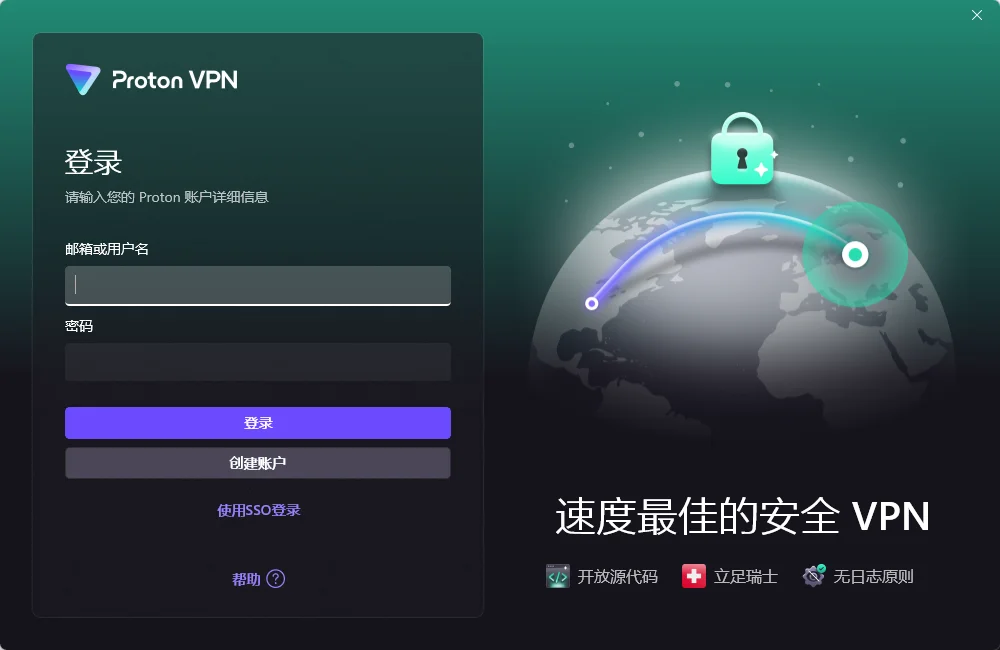 Proton VPN
登录
请输入您的 Proton 账户详细信息
邮箱或用户名
密码
登录
创建账户
使用SSO登录
帮助 ?
速度最佳的安全 VPN
开放源代码 立足瑞士 无日志原则